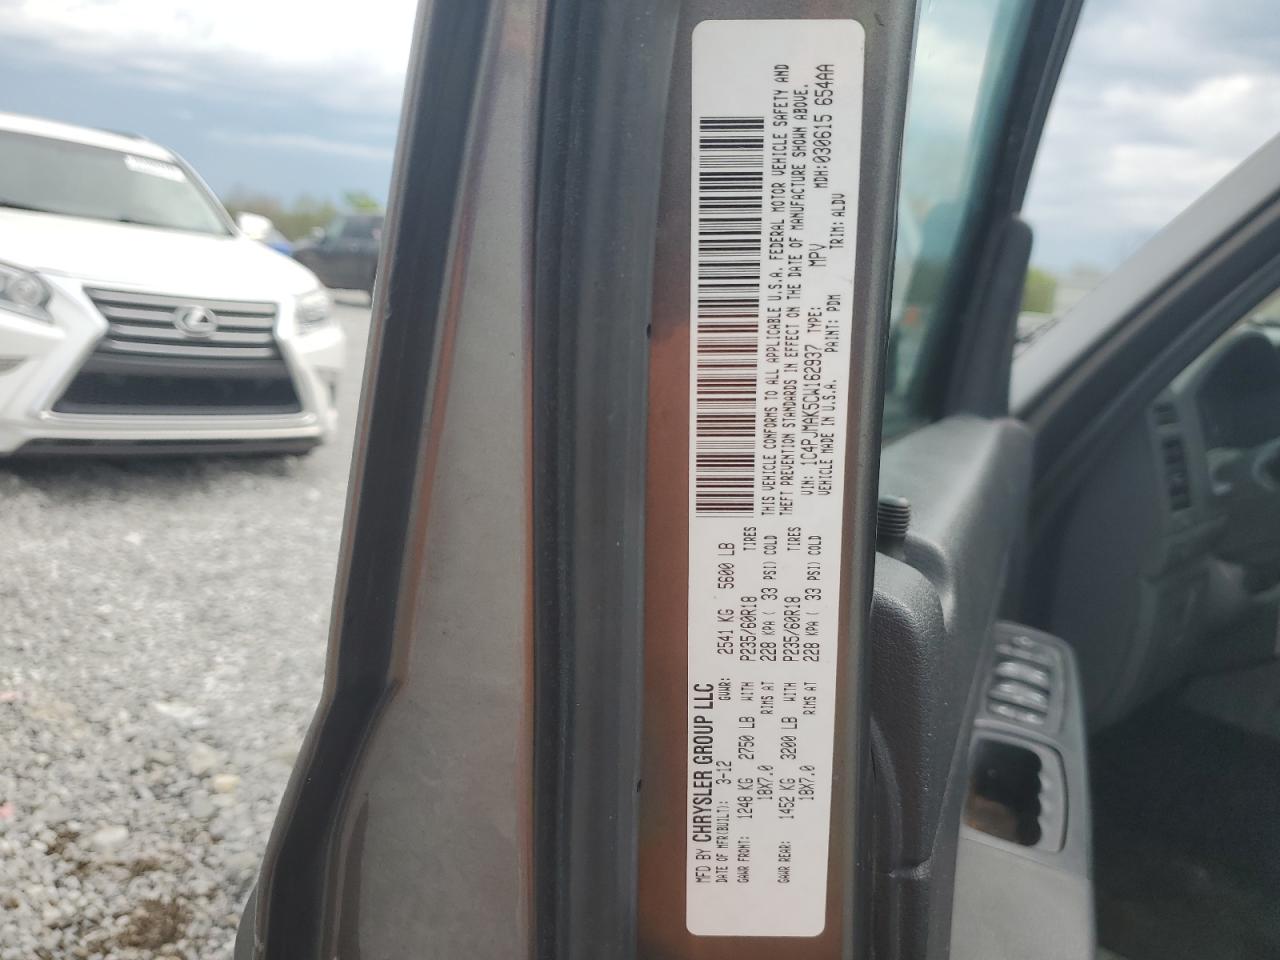 MFD BY CHRYSLER GROUP LLC
DATE OF MFR(BUILT): 3-12 GVWR: 2541 KG 5600 LB
GAWR FRONT: 1248 KG 2750 LB WITH P235/60R18 TIRES
18X7.0 RIMS AT 228 KPA ( 33 PSI) COLD
GAWR REAR: 1452 KG 3200 LB WITH P235/60R18 TIRES
18X7.0 RIMS AT 228 KPA ( 33 PSI) COLD
THIS VEHICLE CONFORMS TO ALL APPLICABLE U.S.A. FEDERAL MOTOR VEHICLE SAFETY AND
THEFT PREVENTION STANDARDS IN EFFECT ON THE DATE OF MANUFACTURE SHOWN ABOVE.
VIN: 1C4PJMAK5CW162937 TYPE: MPV MDH:030615 654AA
VEHICLE MADE IN U.S.A. PAINT: PDM TRIM: ALDV